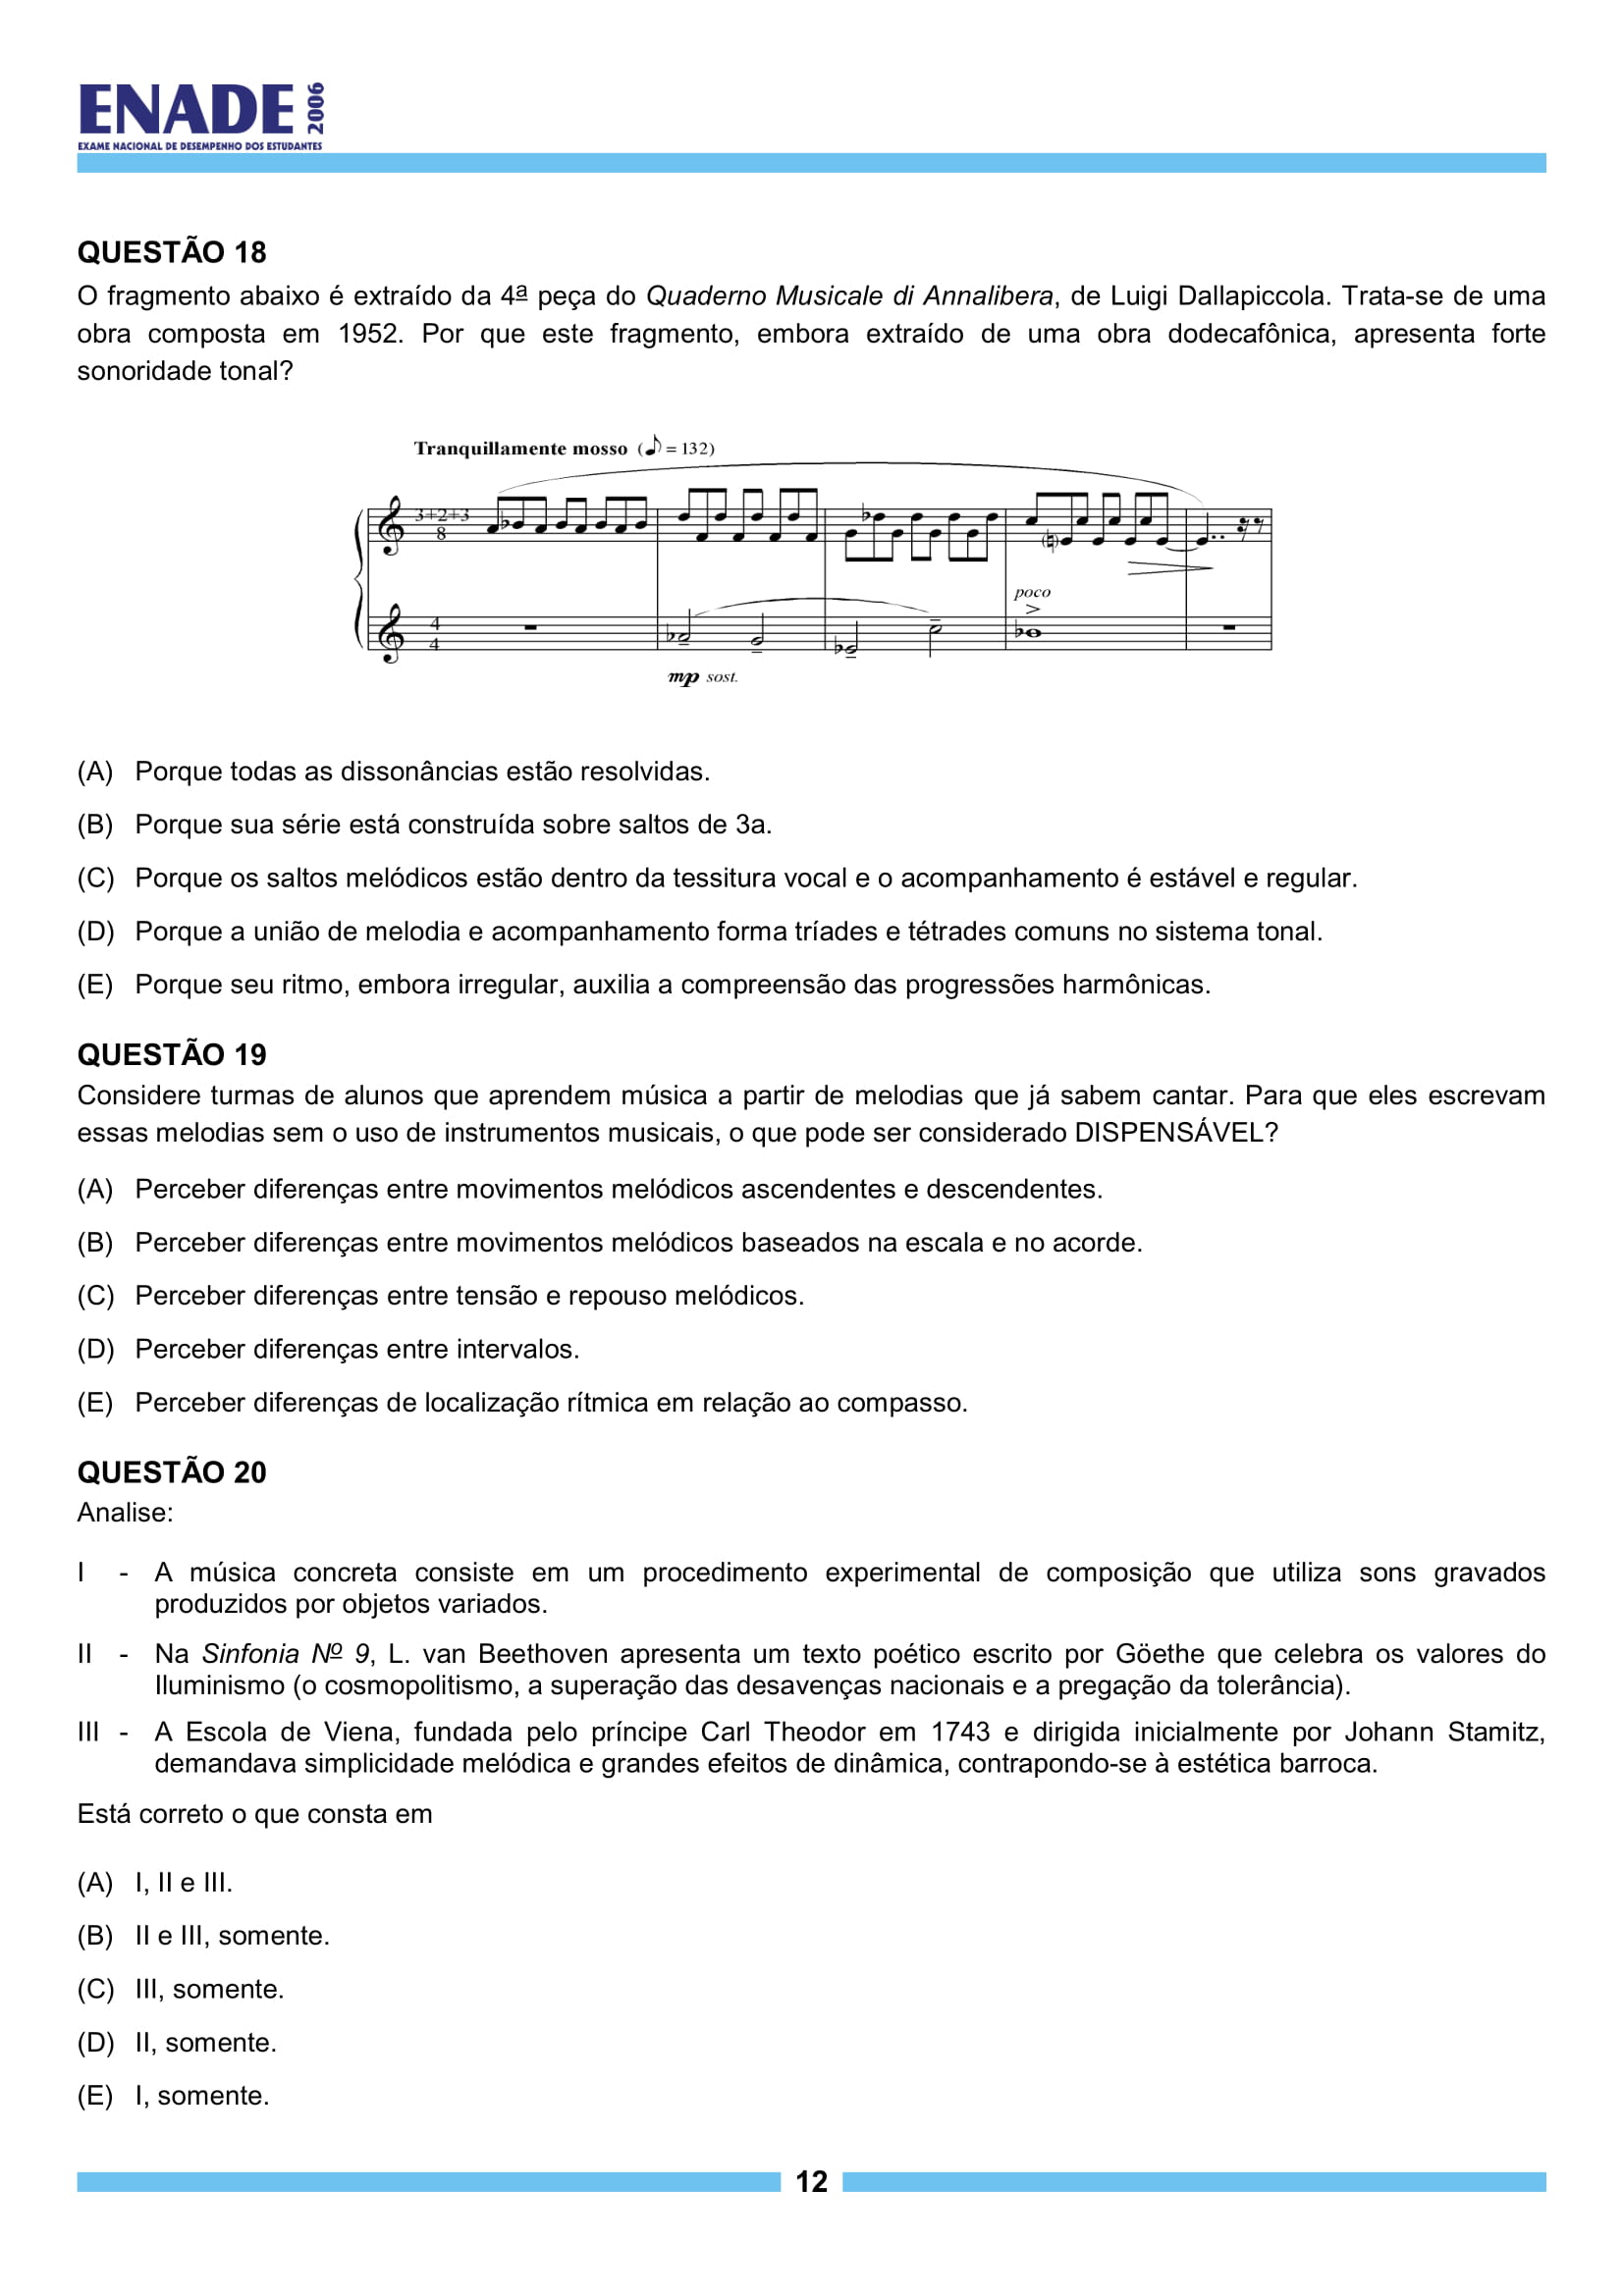 ENADE 2006
EXAME NACIONAL DE DESEMPENHO DOS ESTUDANTES
QUESTÃO 18
O fragmento abaixo é extraído da 4ª peça do Quaderno Musicale di Annalibera, de Luigi Dallapiccola. Trata-se de uma
obra composta em 1952. Por que este fragmento, embora extraído de uma obra dodecafônica, apresenta forte
sonoridade tonal?
Tranquillamente mosso (♪ = 132)
3+2+3
8
poco
4
4
mp sost.
(A) Porque todas as dissonâncias estão resolvidas.
(B) Porque sua série está construída sobre saltos de 3a.
(C) Porque os saltos melódicos estão dentro da tessitura vocal e o acompanhamento é estável e regular.
(D) Porque a união de melodia e acompanhamento forma tríades e tétrades comuns no sistema tonal.
(E) Porque seu ritmo, embora irregular, auxilia a compreensão das progressões harmônicas.
QUESTÃO 19
Considere turmas de alunos que aprendem música a partir de melodias que já sabem cantar. Para que eles escrevam
essas melodias sem o uso de instrumentos musicais, o que pode ser considerado DISPENSÁVEL?
(A) Perceber diferenças entre movimentos melódicos ascendentes e descendentes.
(B) Perceber diferenças entre movimentos melódicos baseados na escala e no acorde.
(C) Perceber diferenças entre tensão e repouso melódicos.
(D) Perceber diferenças entre intervalos.
(E) Perceber diferenças de localização rítmica em relação ao compasso.
QUESTÃO 20
Analise:
I - A música concreta consiste em um procedimento experimental de composição que utiliza sons gravados
produzidos por objetos variados.
II - Na Sinfonia Nº 9, L. van Beethoven apresenta um texto poético escrito por Göethe que celebra os valores do
Iluminismo (o cosmopolitismo, a superação das desavenças nacionais e a pregação da tolerância).
III - A Escola de Viena, fundada pelo príncipe Carl Theodor em 1743 e dirigida inicialmente por Johann Stamitz,
demandava simplicidade melódica e grandes efeitos de dinâmica, contrapondo-se à estética barroca.
Está correto o que consta em
(A) I, II e III.
(B) II e III, somente.
(C) III, somente.
(D) II, somente.
(E) I, somente.
12